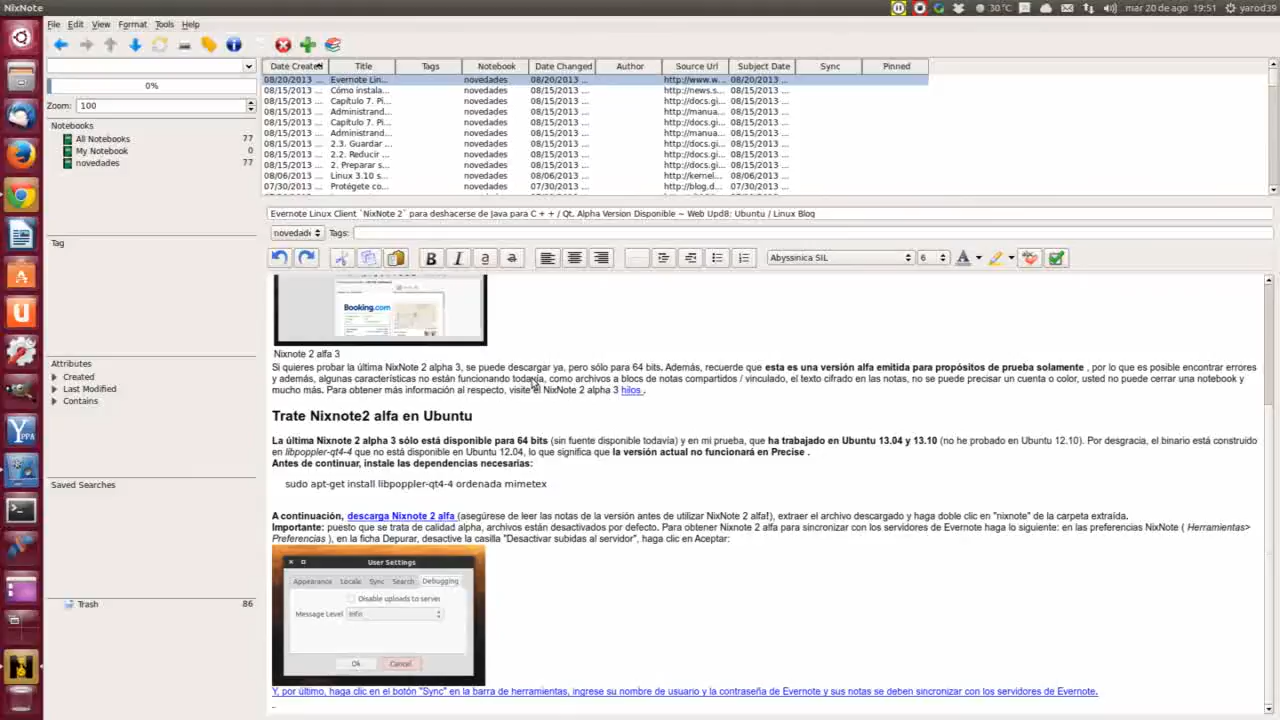 NixNote
30 °C
mar 20 de ago
19:51
yarod39
File Edit View Format Tools Help
0%
Zoom: 100
Notebooks
All Notebooks 77
My Notebook 0
novedades 77
Tag
Attributes
Created
Last Modified
Contains
Saved Searches
Trash 86
Date Created Title Tags Notebook Date Changed Author Source Url Subject Date Sync Pinned
08/20/2013 ... Evernote Lin... novedades 08/20/2013 ... http://www.w... 08/20/2013 ...
08/15/2013 ... Cómo instala... novedades 08/15/2013 ... http://news.s... 08/15/2013 ...
08/15/2013 ... Capítulo 7. Pi... novedades 08/15/2013 ... http://docs.gi... 08/15/2013 ...
08/15/2013 ... Administrand... novedades 08/15/2013 ... http://manua... 08/15/2013 ...
08/15/2013 ... Capítulo 7. Pi... novedades 08/15/2013 ... http://docs.gi... 08/15/2013 ...
08/15/2013 ... Administrand... novedades 08/15/2013 ... http://manua... 08/15/2013 ...
08/15/2013 ... 2.3. Guardar ... novedades 08/15/2013 ... http://docs.gi... 08/15/2013 ...
08/15/2013 ... 2.2. Reducir ... novedades 08/15/2013 ... http://docs.gi... 08/15/2013 ...
08/15/2013 ... 2. Preparar s... novedades 08/15/2013 ... http://docs.gi... 08/15/2013 ...
08/06/2013 ... Linux 3.10 s... novedades 08/06/2013 ... http://kernel... 08/06/2013 ...
07/30/2013 ... Protégete co... novedades 07/30/2013 ... http://blog.d... 07/30/2013 ...
Evernote Linux Client `NixNote 2` para deshacerse de Java para C + + / Qt. Alpha Version Disponible ~ Web Upd8: Ubuntu / Linux Blog
novedade Tags:
Abyssinica SIL 6
Booking.com
Nixnote 2 alfa 3
Si quieres probar la última NixNote 2 alpha 3, se puede descargar ya, pero sólo para 64 bits. Además, recuerde que esta es una versión alfa emitida para propósitos de prueba solamente , por lo que es posible encontrar errores
y además, algunas características no están funcionando todavía, como archivos a blocs de notas compartidos / vinculado, el texto cifrado en las notas, no se puede precisar un cuenta o color, usted no puede cerrar una notebook y
mucho más. Para obtener más información al respecto, visite el NixNote 2 alpha 3 hilos .
Trate Nixnote2 alfa en Ubuntu
La última Nixnote 2 alpha 3 sólo está disponible para 64 bits (sin fuente disponible todavía) y en mi prueba, que ha trabajado en Ubuntu 13.04 y 13.10 (no he probado en Ubuntu 12.10). Por desgracia, el binario está construido
en libpoppler-qt4-4 que no está disponible en Ubuntu 12.04, lo que significa que la versión actual no funcionará en Precise .
Antes de continuar, instale las dependencias necesarias:
sudo apt-get install libpoppler-qt4-4 ordenada mimetex
A continuación, descarga Nixnote 2 alfa (asegúrese de leer las notas de la versión antes de utilizar NixNote 2 alfa!), extraer el archivo descargado y haga doble clic en "nixnote" de la carpeta extraída.
Importante: puesto que se trata de calidad alpha, archivos están desactivados por defecto. Para obtener Nixnote 2 alfa para sincronizar con los servidores de Evernote haga lo siguiente: en las preferencias NixNote ( Herramientas>
Preferencias ), en la ficha Depurar, desactive la casilla "Desactivar subidas al servidor", haga clic en Aceptar:
User Settings
Appearance Locale Sync Search Debugging
Disable uploads to server
Message Level Info
Ok Cancel
Y, por último, haga clic en el botón "Sync" en la barra de herramientas, ingrese su nombre de usuario y la contraseña de Evernote y sus notas se deben sincronizar con los servidores de Evernote.